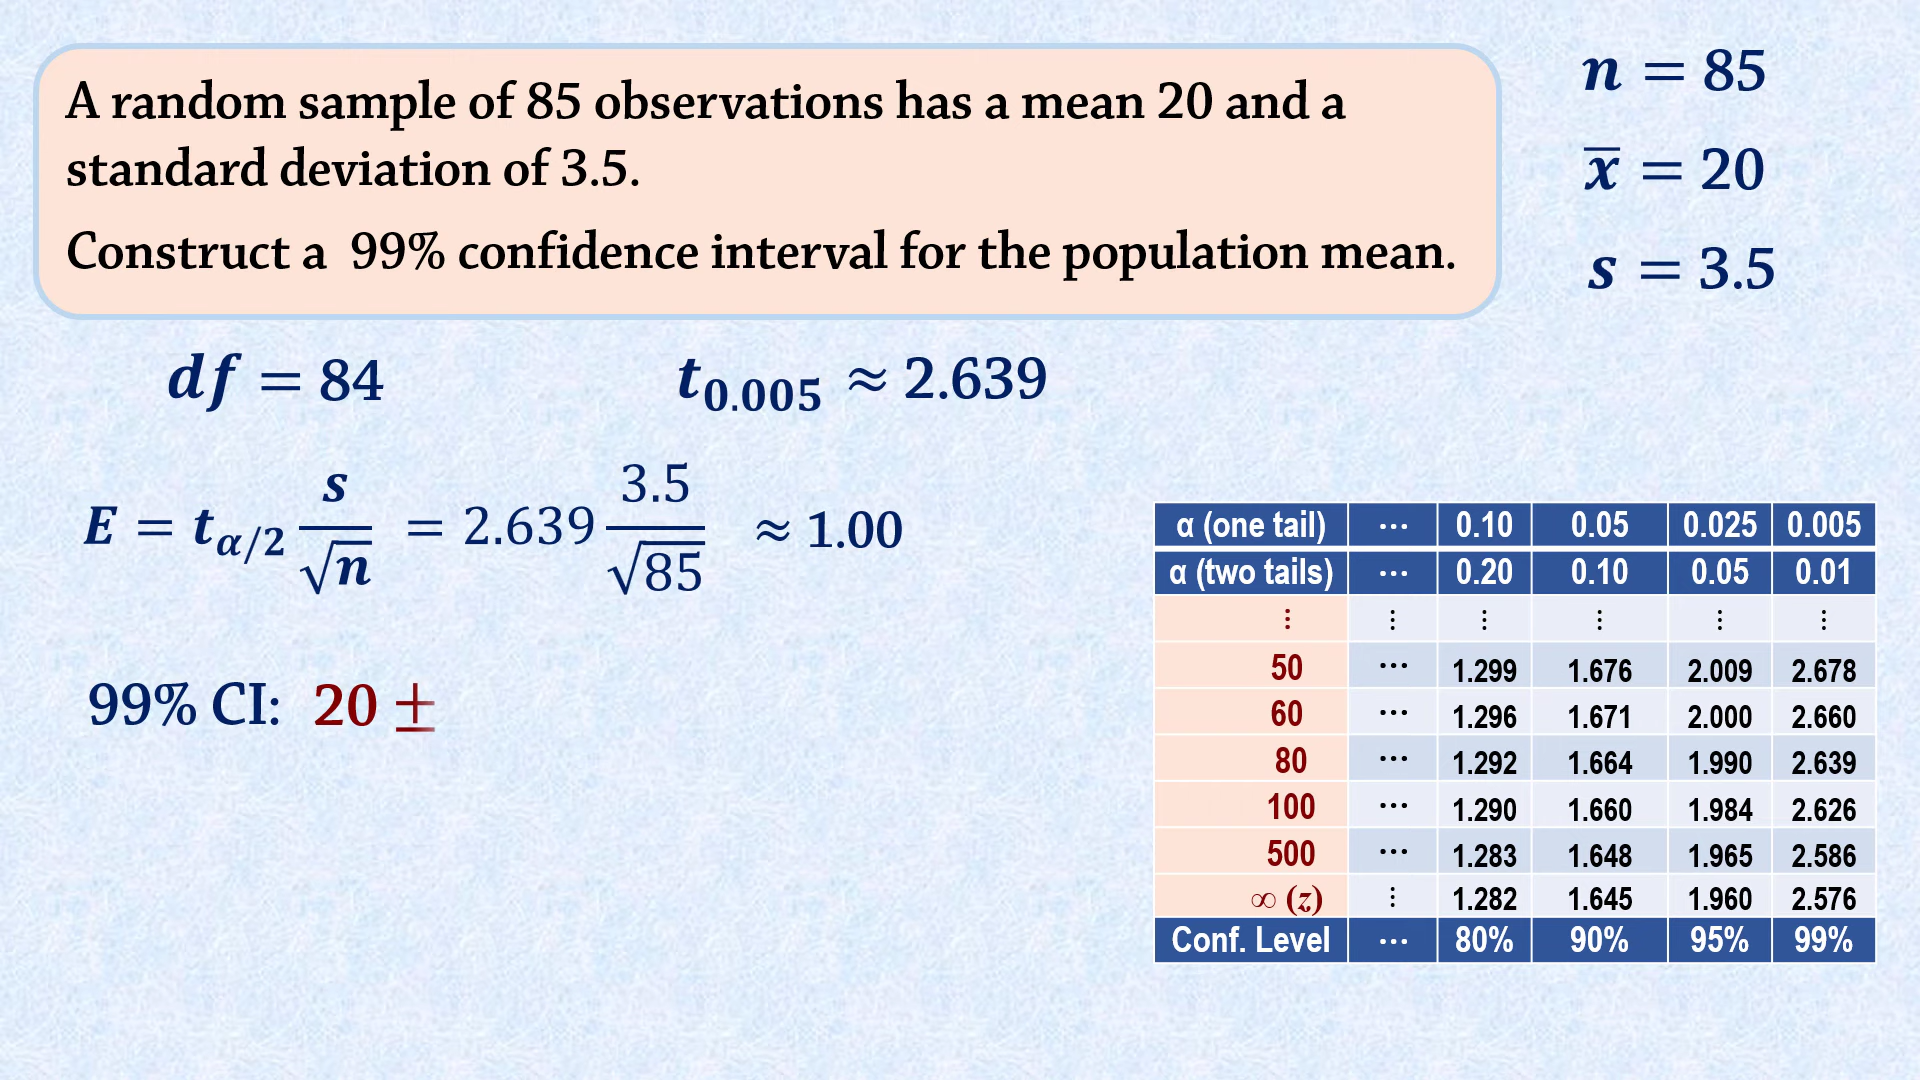 A random sample of 85 observations has a mean 20 and a
standard deviation of 3.5.
Construct a 99% confidence interval for the population mean.
n = 85
x̅ = 20
s = 3.5
df = 84
t₀.₀₀₅ ≈ 2.639
E = t_α/2 s/√n = 2.639 3.5/√85 ≈ 1.00
99% CI: 20 ±
α (one tail) ⋯ 0.10 0.05 0.025 0.005
α (two tails) ⋯ 0.20 0.10 0.05 0.01
⋮ ⋮ ⋮ ⋮ ⋮ ⋮
50 ⋯ 1.299 1.676 2.009 2.678
60 ⋯ 1.296 1.671 2.000 2.660
80 ⋯ 1.292 1.664 1.990 2.639
100 ⋯ 1.290 1.660 1.984 2.626
500 ⋯ 1.283 1.648 1.965 2.586
∞ (z) ⋮ 1.282 1.645 1.960 2.576
Conf. Level ⋯ 80% 90% 95% 99%